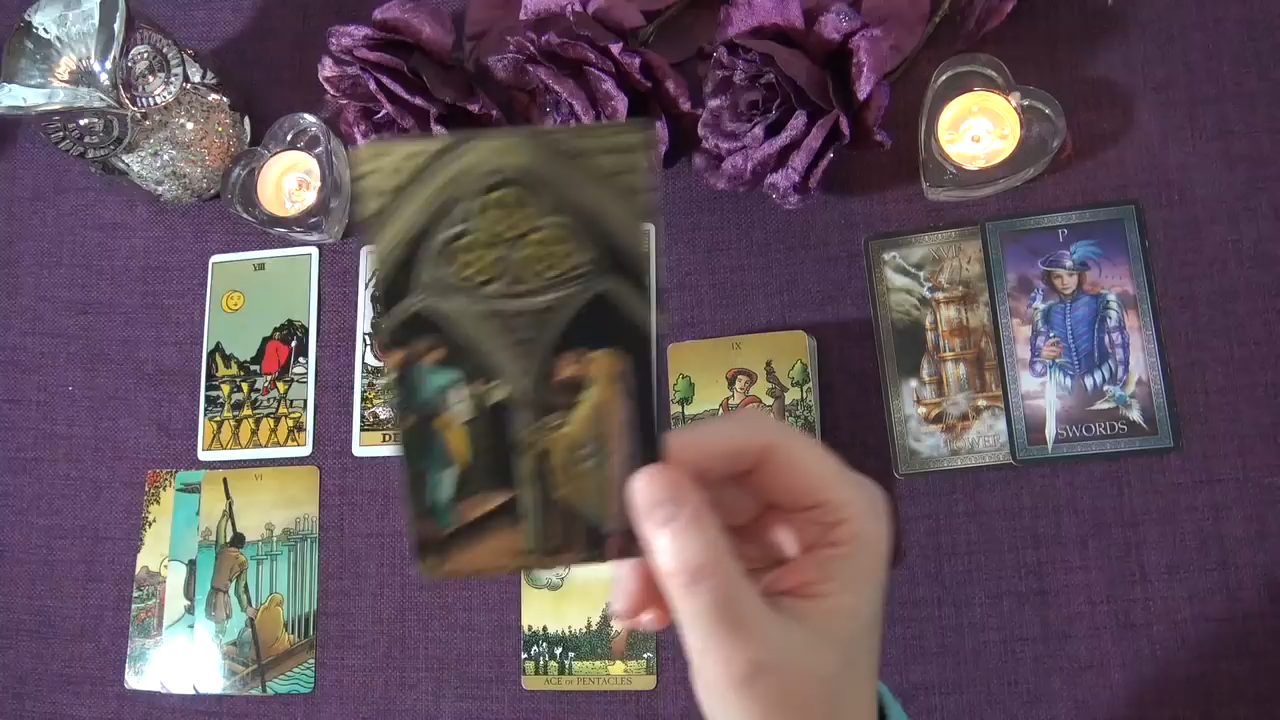 VIII
DE
IX
XVI
TOWER
P
SWORDS
VI
ACE OF PENTACLES